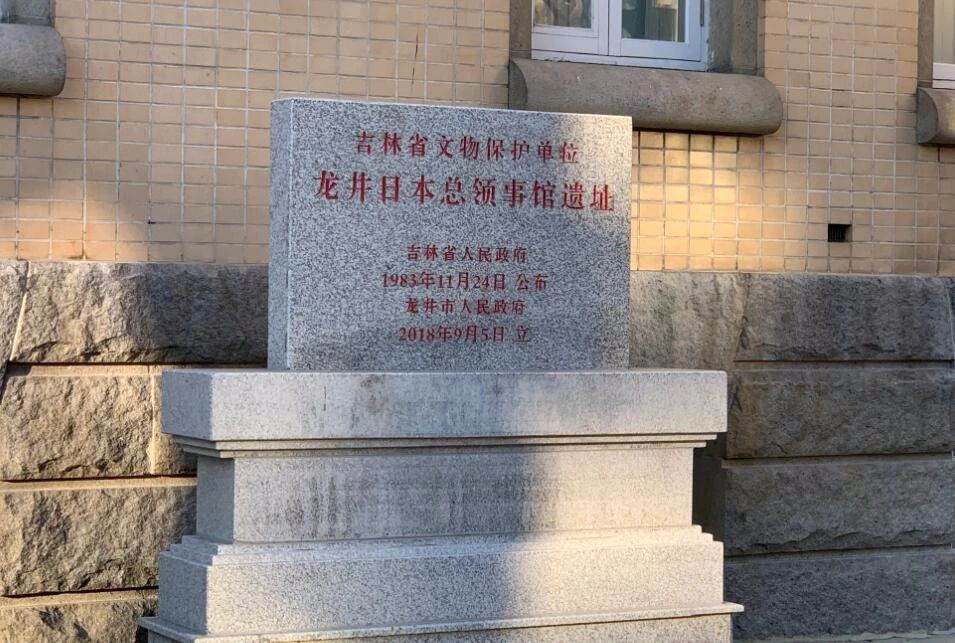 吉林省文物保护单位
龙井日本总领事馆遗址
吉林省人民政府
1983年11月24日 公布
龙井市人民政府
2018年9月5日 立